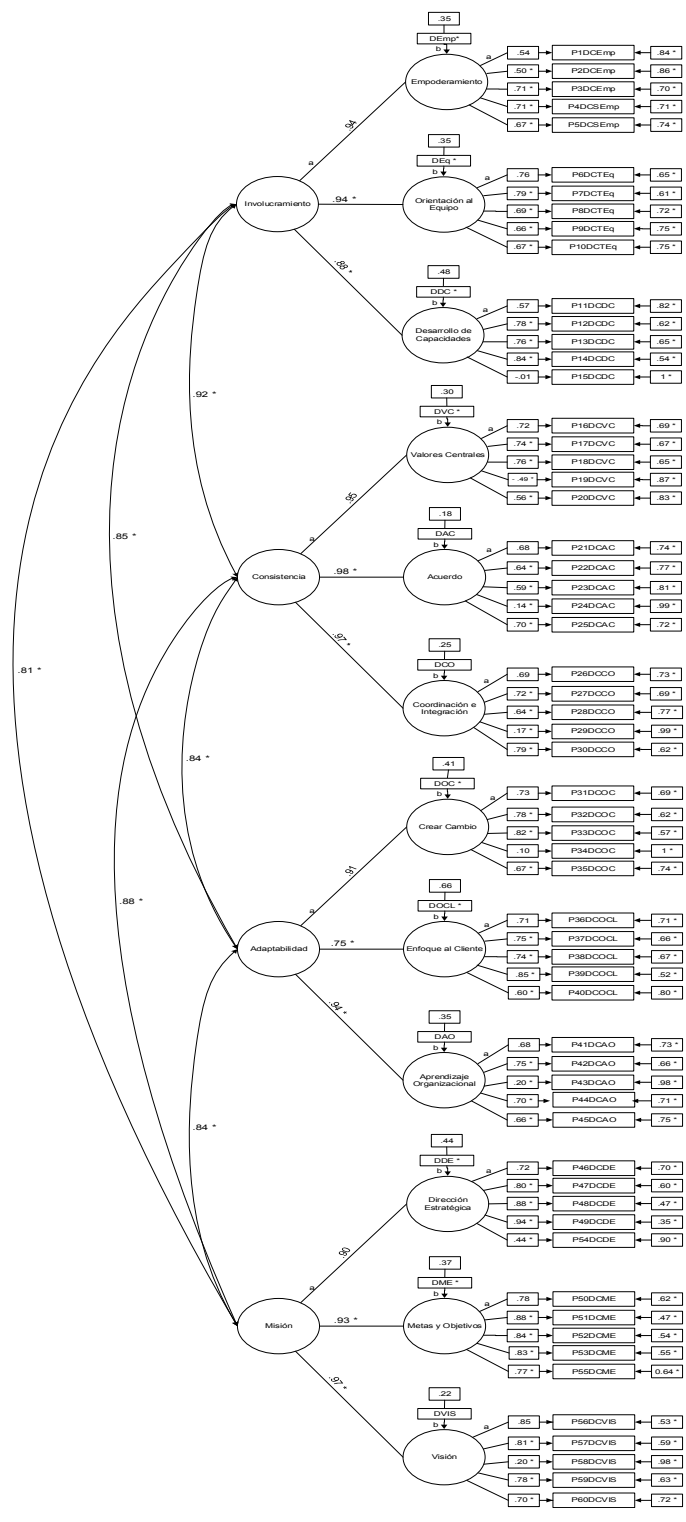 .35
DEmp*
b
Empoderamiento
a
.54 P1DCEmp .84 *
.50 * P2DCEmp .86 *
.71 * P3DCEmp .70 *
.71 * P4DCSEmp .71 *
.67 * P5DCSEmp .74 *
.94
a
.35
DEq *
b
Orientación al
Equipo
a
.76 P6DCTEq .65 *
.79 * P7DCTEq .61 *
.69 * P8DCTEq .72 *
.66 * P9DCTEq .75 *
.67 * P10DCTEq .75 *
Involucramiento
.94 *
.88 *
.48
DDC *
b
Desarrollo de
Capacidades
a
.57 P11DCDC .82 *
.78 * P12DCDC .62 *
.76 * P13DCDC .65 *
.84 * P14DCDC .54 *
-.01 P15DCDC 1 *
.92 *
.30
DVC *
b
Valores Centrales
a
.72 P16DCVC .69 *
.74 * P17DCVC .67 *
.76 * P18DCVC .65 *
- .49 * P19DCVC .87 *
.56 * P20DCVC .83 *
.95
a
.85 *
.18
DAC
b
Acuerdo
a
.68 P21DCAC .74 *
.64 * P22DCAC .77 *
.59 * P23DCAC .81 *
.14 * P24DCAC .99 *
.70 * P25DCAC .72 *
Consistencia
.98 *
.97 *
.81 *
.25
DCO
b
Coordinación e
Integración
a
.69 P26DCCO .73 *
.72 * P27DCCO .69 *
.64 * P28DCCO .77 *
.17 * P29DCCO .99 *
.79 * P30DCCO .62 *
.84 *
.41
DOC *
b
Crear Cambio
a
.73 P31DCOC .69 *
.78 * P32DCOC .62 *
.82 * P33DCOC .57 *
.10 P34DCOC 1 *
.67 * P35DCOC .74 *
.91
a
.88 *
.66
DOCL *
b
Enfoque al Cliente
a
.71 P36DCOCL .71 *
.75 * P37DCOCL .66 *
.74 * P38DCOCL .67 *
.85 * P39DCOCL .52 *
.60 * P40DCOCL .80 *
Adaptabilidad
.75 *
.94 *
.35
DAO
b
Aprendizaje
Organizacional
a
.68 P41DCAO .73 *
.75 * P42DCAO .66 *
.20 * P43DCAO .98 *
.70 * P44DCAO .71 *
.66 * P45DCAO .75 *
.84 *
.44
DDE *
b
Dirección
Estratégica
a
.72 P46DCDE .70 *
.80 * P47DCDE .60 *
.88 * P48DCDE .47 *
.94 * P49DCDE .35 *
.44 * P54DCDE .90 *
.90
a
.37
DME *
b
Metas y Objetivos
a
.78 P50DCME .62 *
.88 * P51DCME .47 *
.84 * P52DCME .54 *
.83 * P53DCME .55 *
.77 * P55DCME 0.64 *
Misión
.93 *
.97 *
.22
DVIS
b
Visión
a
.85 P56DCVIS .53 *
.81 * P57DCVIS .59 *
.20 * P58DCVIS .98 *
.78 * P59DCVIS .63 *
.70 * P60DCVIS .72 *